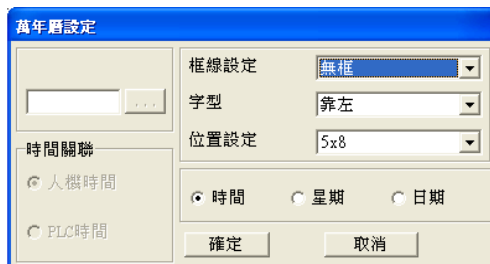 萬年曆設定
框線設定 無框
... 字型 靠左
位置設定 5x8
時間關聯
人機時間
時間 星期 日期
PLC時間
確定 取消